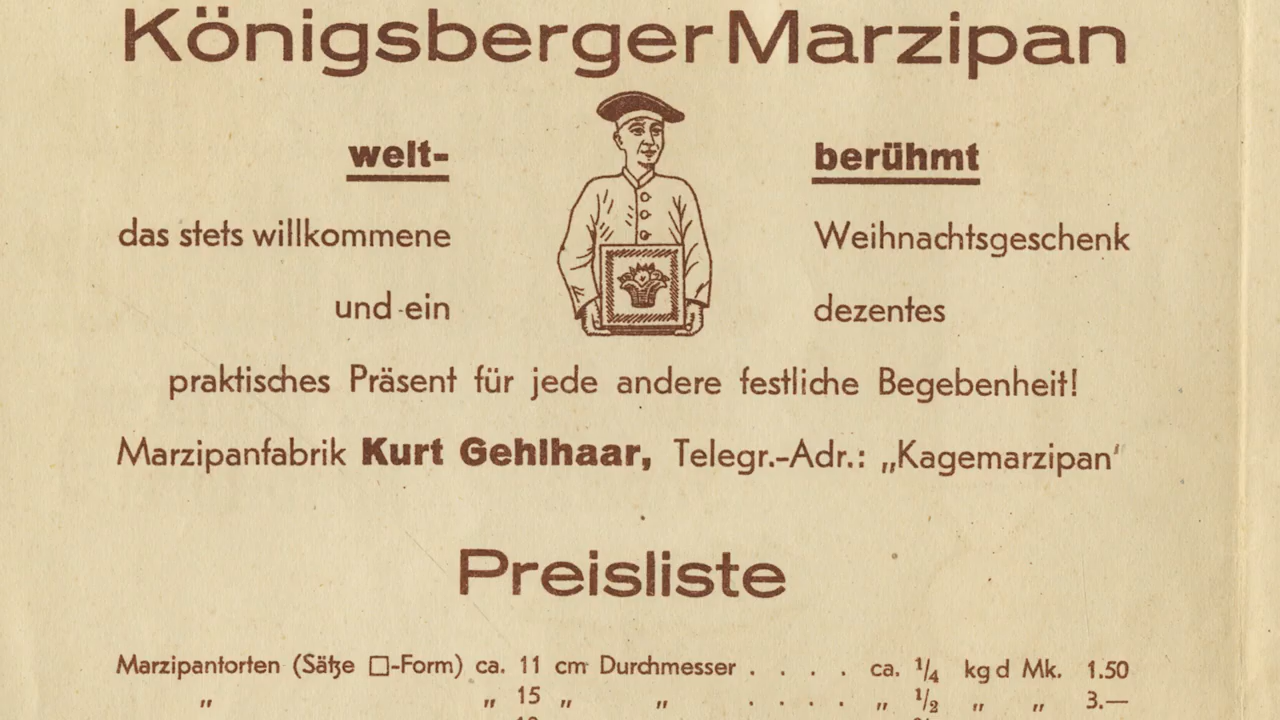 Königsberger Marzipan
welt- berühmt
das stets willkommene Weihnachtsgeschenk
und ein dezentes
praktisches Präsent für jede andere festliche Begebenheit!
Marzipanfabrik Kurt Gehlhaar, Telegr.-Adr.: „Kagemarzipan‘
Preisliste
Marzipantorten (Sätze □-Form) ca. 11 cm Durchmesser . . . . ca. 1/4 kg d Mk. 1.50
„ „ 15 „ „ . . . . „ 1/2 „ „ 3.—